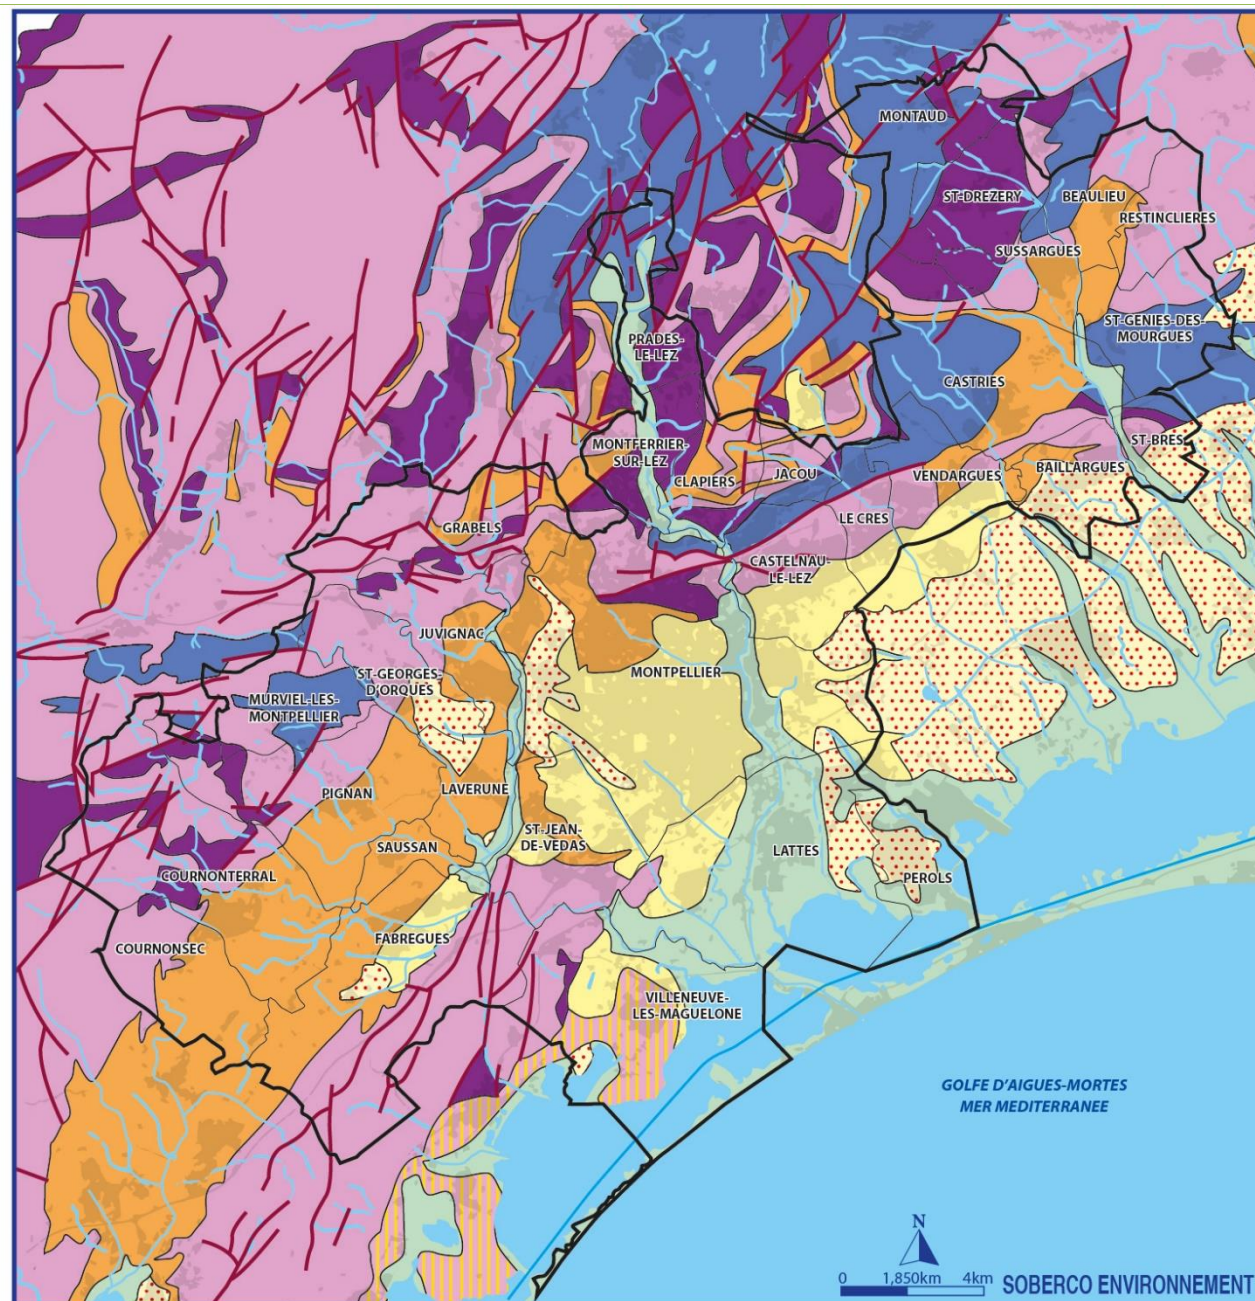 MONTAUD
ST-DREZERY
BEAULIEU
RESTINCLIERES
SUSSARGUES
ST-GENIES-DES-
MOURGUES
PRADES-
LE-LEZ
CASTRIES
MONTFERRIER-
SUR-LEZ
ST-BRES
CLAPIERS
JACOU
VENDARGUES
BAILLARGUES
GRABELS
LE CRES
CASTELNAU-
LE-LEZ
JUVIGNAC
ST-GEORGES-
D'ORQUES
MONTPELLIER
MURVIEL-LES-
MONTPELLIER
PIGNAN
LAVERUNE
ST-JEAN-
DE-VEDAS
SAUSSAN
LATTES
COURNONTERRAL
PEROLS
FABREGUES
COURNONSEC
VILLENEUVE-
LES-MAGUELONE
GOLFE D'AIGUES-MORTES
MER MEDITERRANEE
N
0 1,850km 4km SOBERCO ENVIRONNEMENT